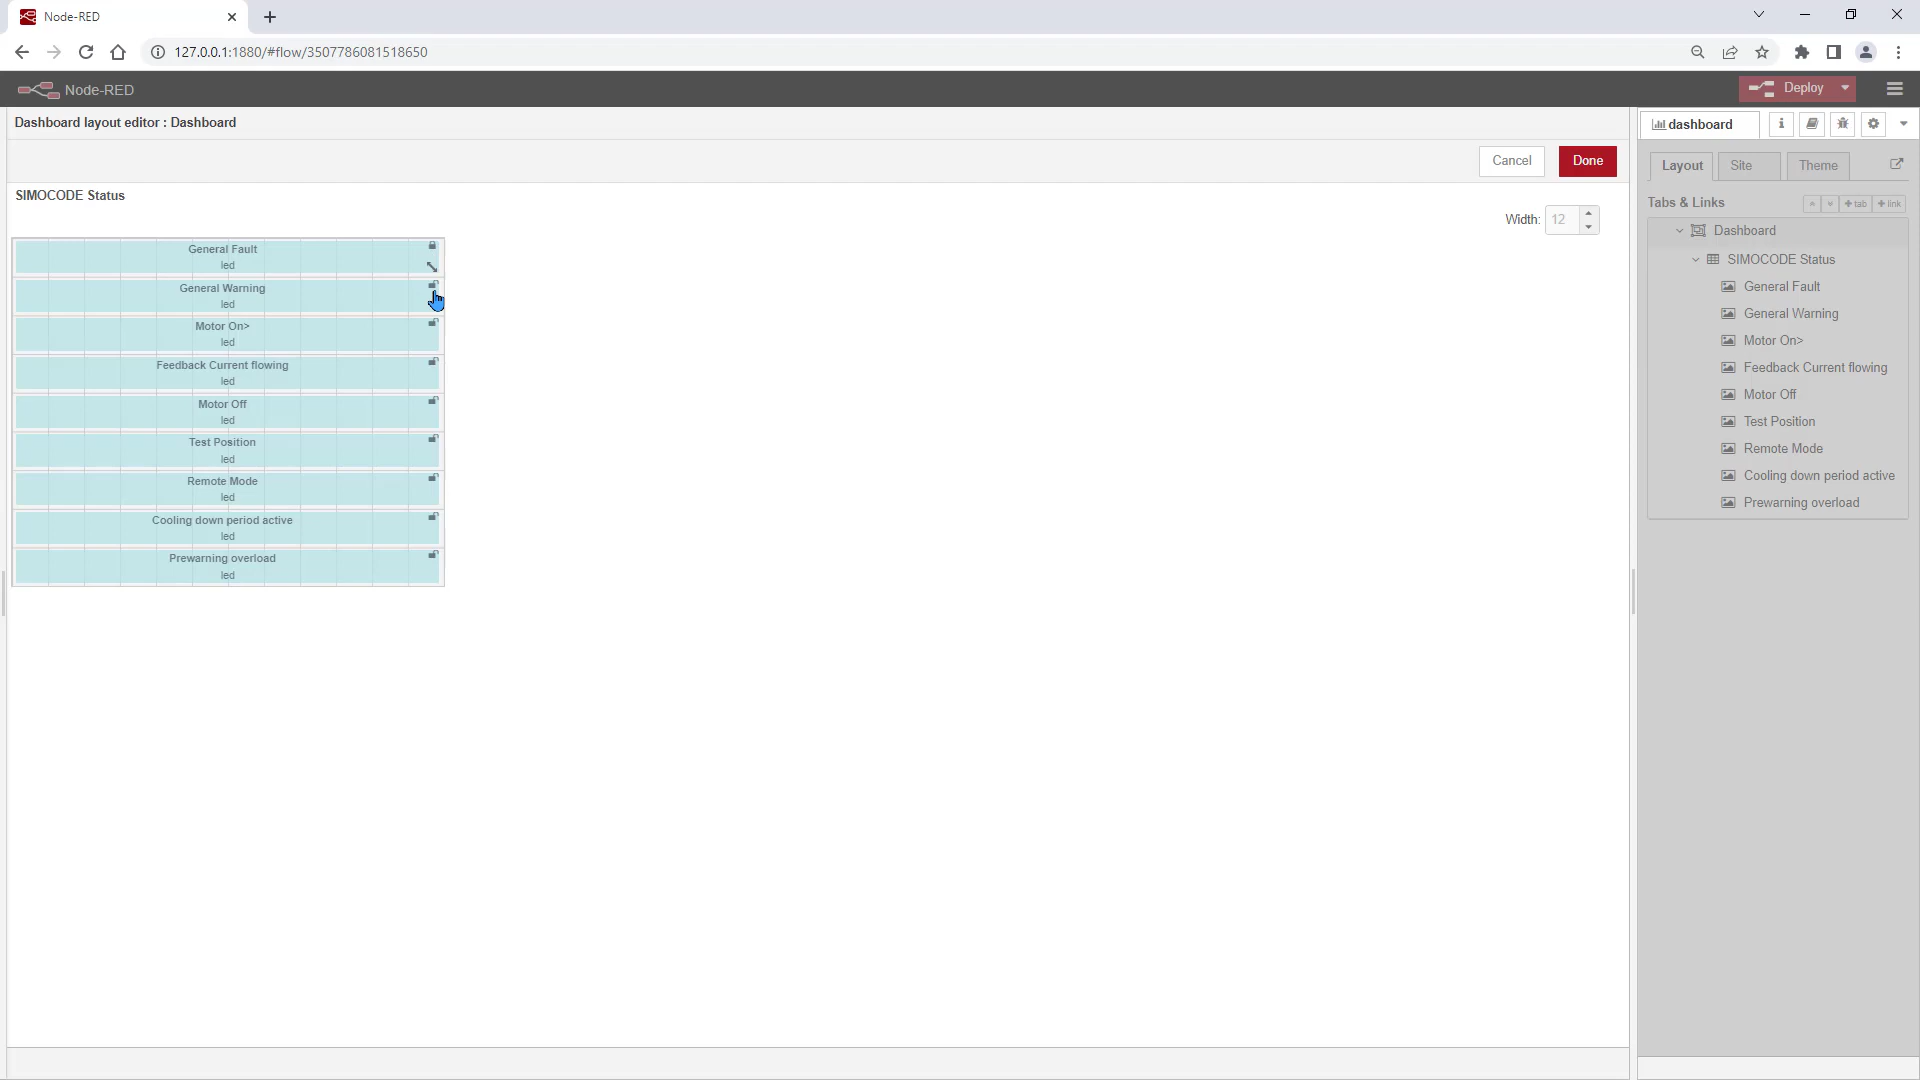 Node-RED
127.0.0.1:1880/#flow/3507786081518650
Node-RED
Deploy
Dashboard layout editor : Dashboard
Cancel
Done
SIMOCODE Status
Width: 12
General Fault
led
General Warning
led
Motor On>
led
Feedback Current flowing
led
Motor Off
led
Test Position
led
Remote Mode
led
Cooling down period active
led
Prewarning overload
led
dashboard
Layout
Site
Theme
Tabs & Links
+ tab
+ link
Dashboard
SIMOCODE Status
General Fault
General Warning
Motor On>
Feedback Current flowing
Motor Off
Test Position
Remote Mode
Cooling down period active
Prewarning overload